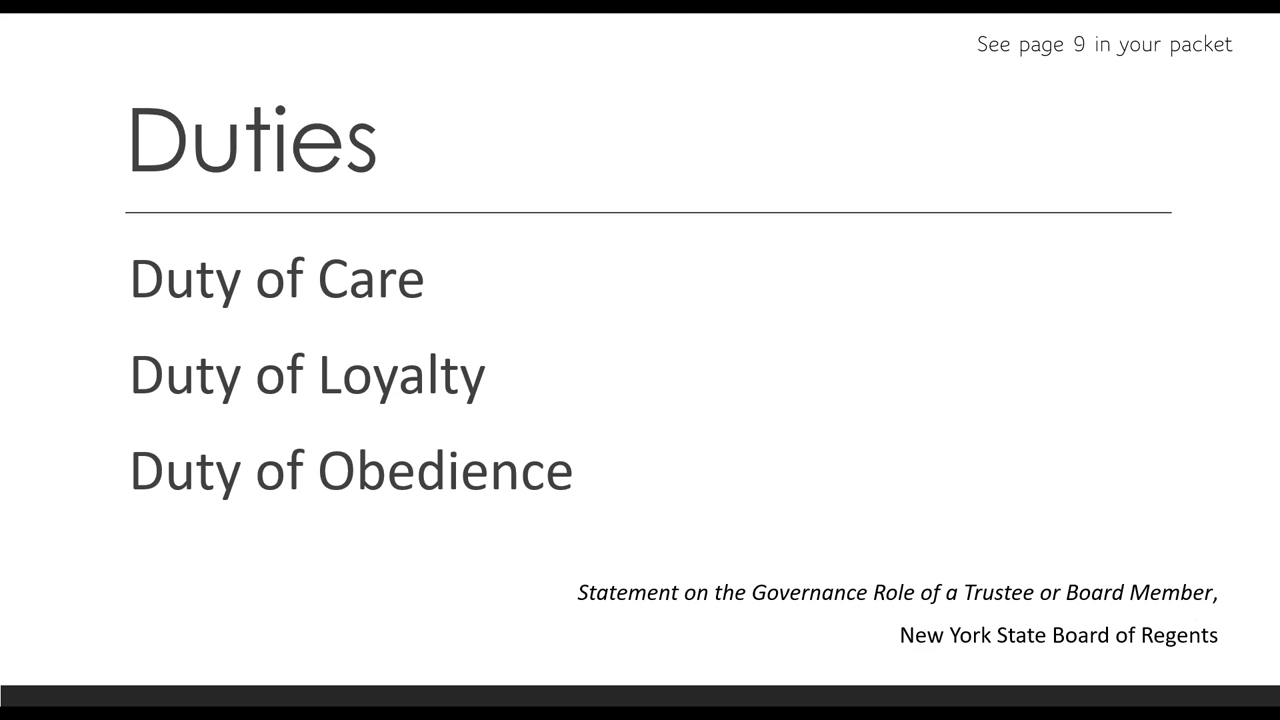 See page 9 in your packet
Duties
Duty of Care
Duty of Loyalty
Duty of Obedience
Statement on the Governance Role of a Trustee or Board Member,
New York State Board of Regents